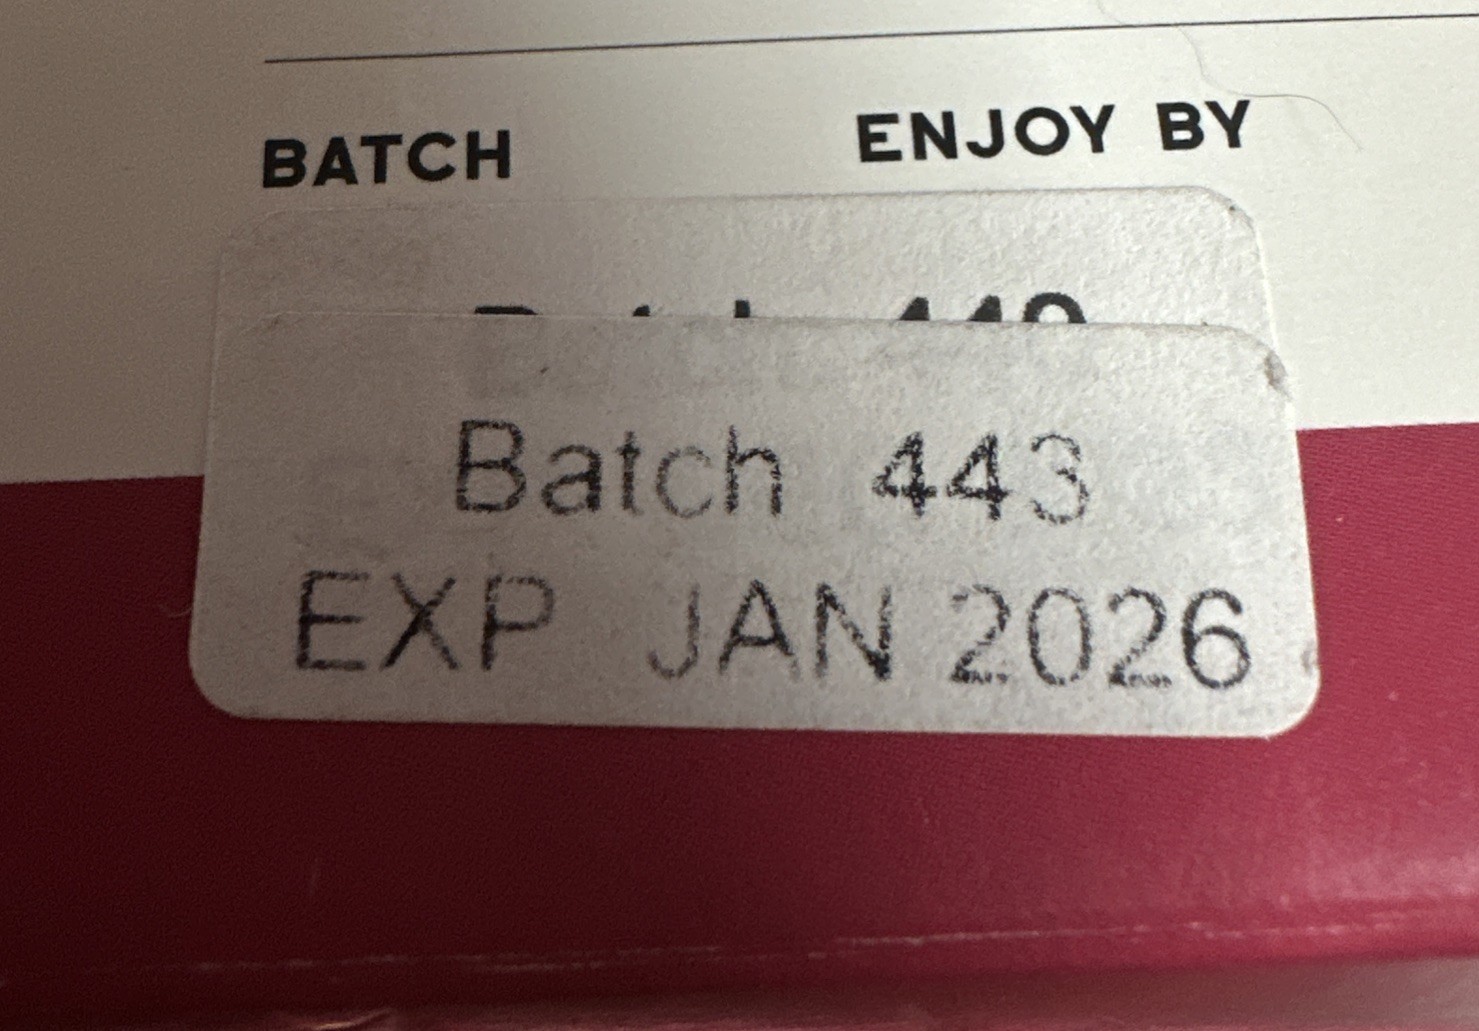 BATCH ENJOY BY
Batch 443
EXP JAN 2026